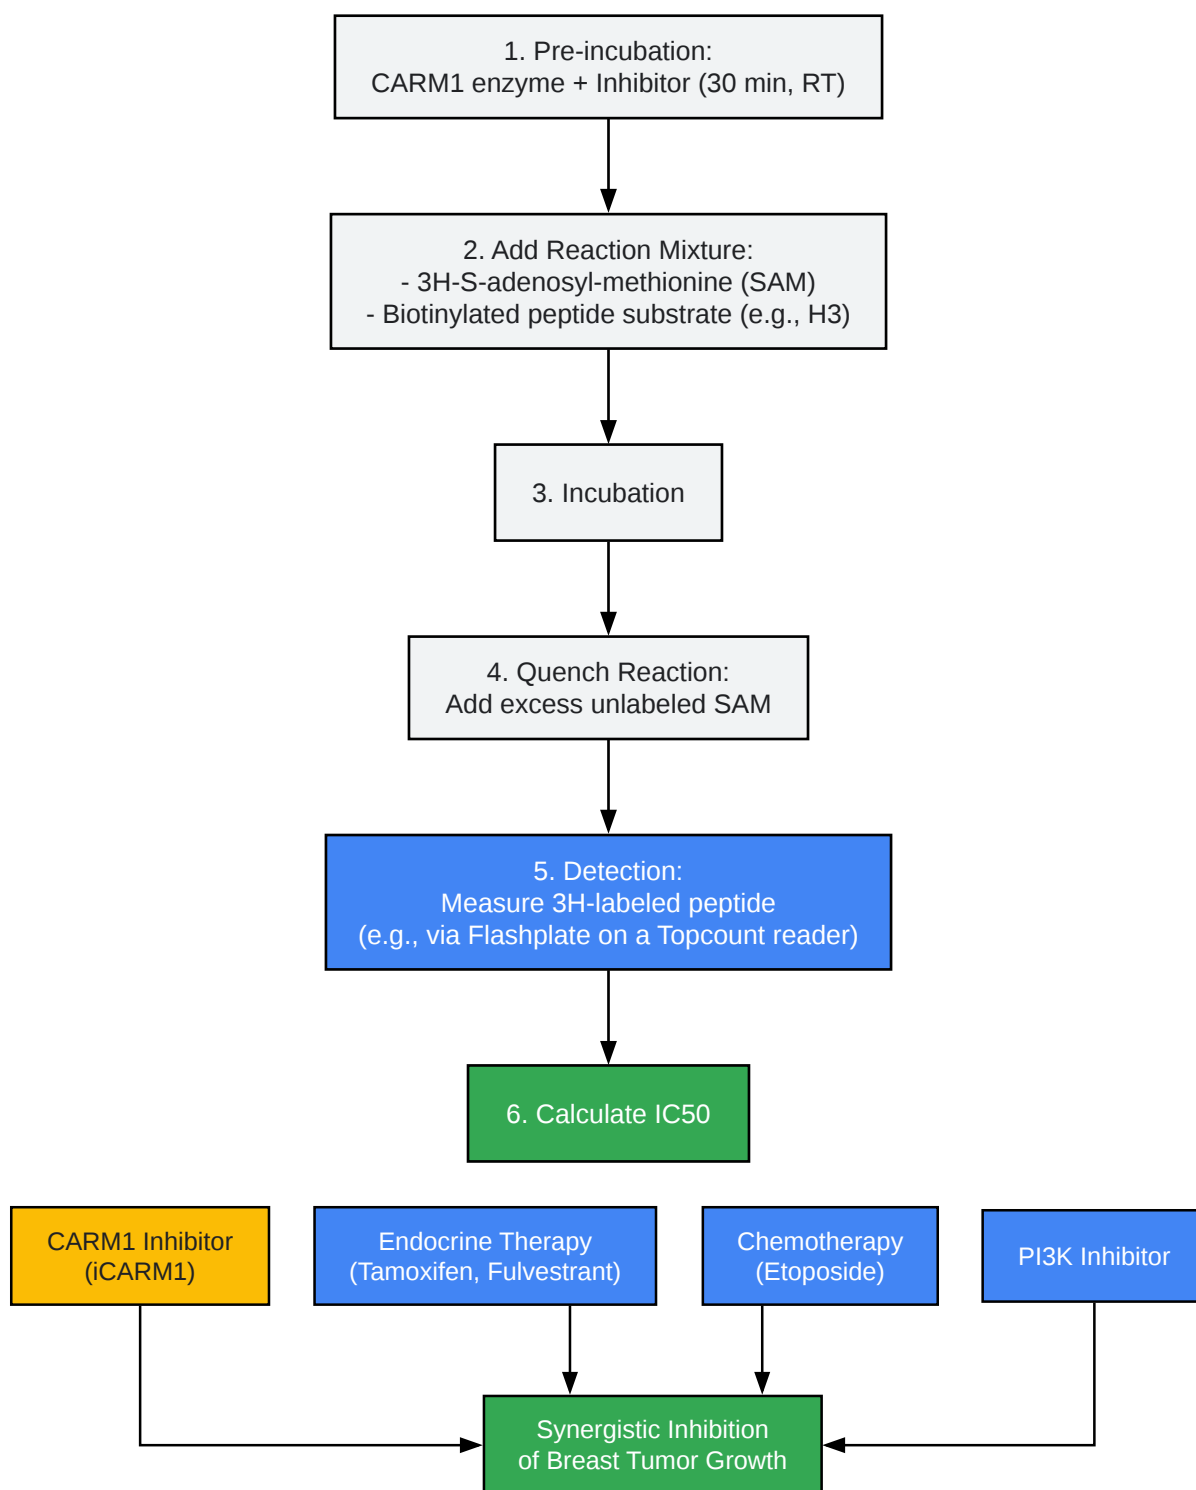 1. Pre-incubation:
CARM1 enzyme + Inhibitor (30 min, RT)
2. Add Reaction Mixture:
- 3H-S-adenosyl-methionine (SAM)
- Biotinylated peptide substrate (e.g., H3)
3. Incubation
4. Quench Reaction:
Add excess unlabeled SAM
5. Detection:
Measure 3H-labeled peptide
(e.g., via Flashplate on a Topcount reader)
6. Calculate IC50
CARM1 Inhibitor
(iCARM1)
Endocrine Therapy
(Tamoxifen, Fulvestrant)
Chemotherapy
(Etoposide)
PI3K Inhibitor
Synergistic Inhibition
of Breast Tumor Growth